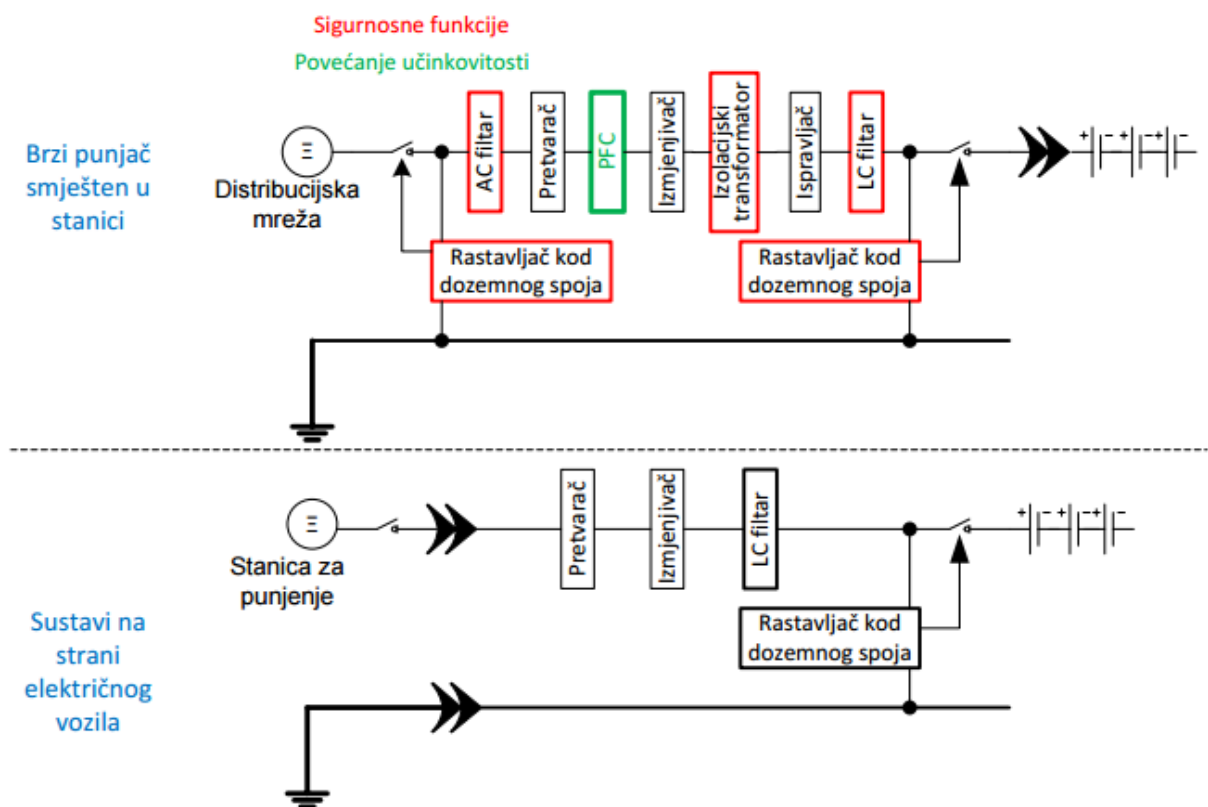 Sigurnosne funkcije
Povećanje učinkovitosti
Brzi punjač
smješten u
stanici
Ξ
Distribucijska
mreža
AC filtar
Pretvarač
PFC
Izmjenjivač
Izolacijski
transformator
Ispravljač
LC filtar
+ - + - + -
Rastavljač kod
dozemnog spoja
Rastavljač kod
dozemnog spoja
Sustavi na
strani
električnog
vozila
Ξ
Stanica za
punjenje
Pretvarač
Izmjenjivač
LC filtar
+ - + - + -
Rastavljač kod
dozemnog spoja